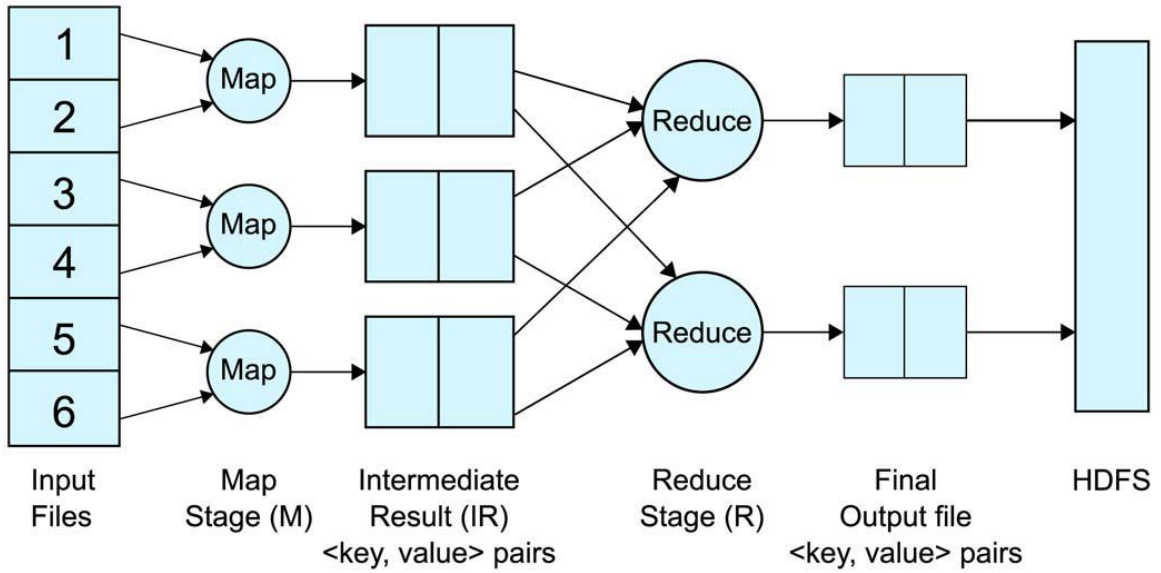 1
2
3
4
5
6
Map
Map
Map
Reduce
Reduce
Input
Files
Map
Stage (M)
Intermediate
Result (IR)
<key, value> pairs
Reduce
Stage (R)
Final
Output file
<key, value> pairs
HDFS